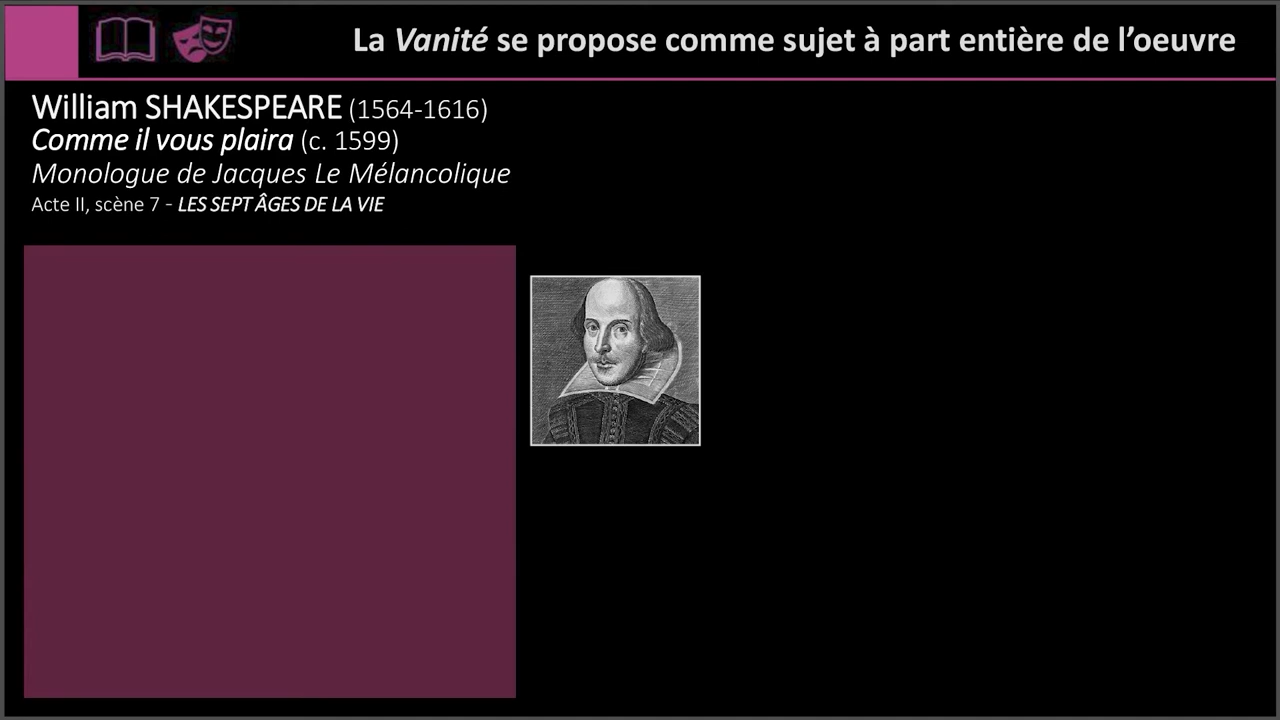 La Vanité se propose comme sujet à part entière de l’oeuvre
William SHAKESPEARE (1564-1616)
Comme il vous plaira (c. 1599)
Monologue de Jacques Le Mélancolique
Acte II, scène 7 - LES SEPT ÂGES DE LA VIE